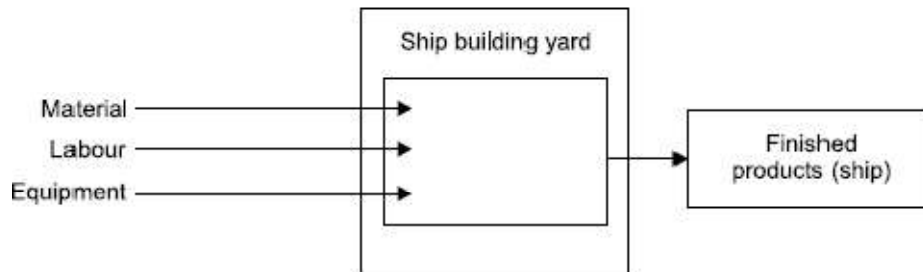 Ship building yard
Material
Labour
Equipment
Finished
products (ship)